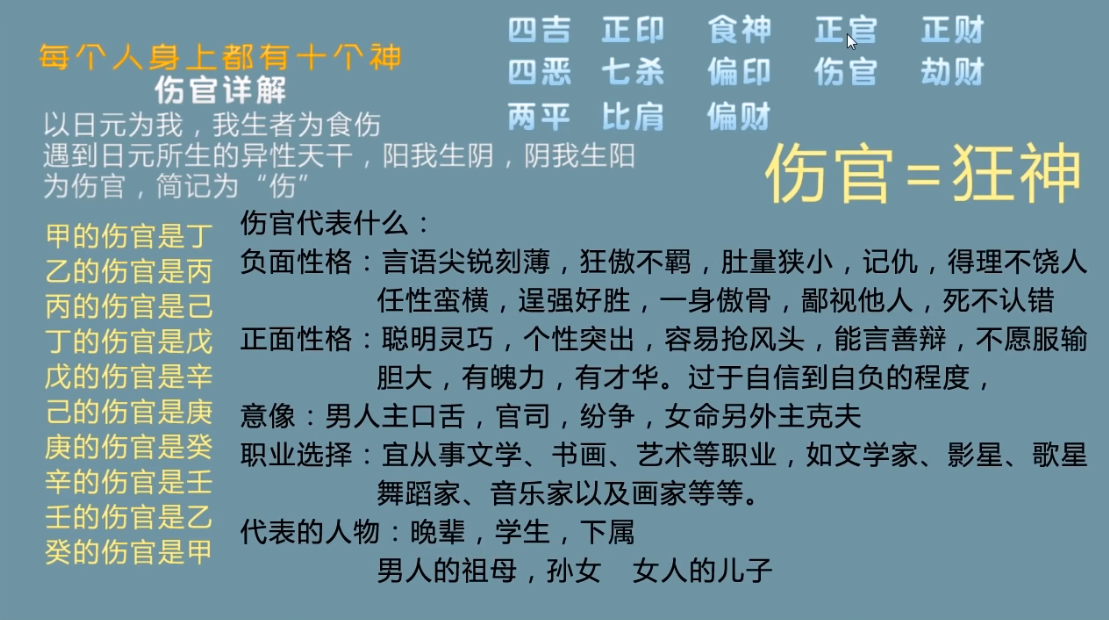 每个人身上都有十个神
伤官详解
以日元为我，我生者为食伤
遇到日元所生的异性天干，阳我生阴，阴我生阳
为伤官，简记为“伤”
四吉 正印 食神 正官 正财
四恶 七杀 偏印 伤官 劫财
两平 比肩 偏财
伤官=狂神
甲的伤官是丁
乙的伤官是丙
丙的伤官是己
丁的伤官是戊
戊的伤官是辛
己的伤官是庚
庚的伤官是癸
辛的伤官是壬
壬的伤官是乙
癸的伤官是甲
伤官代表什么：
负面性格：言语尖锐刻薄，狂傲不羁，肚量狭小，记仇，得理不饶人
任性蛮横，逞强好胜，一身傲骨，鄙视他人，死不认错
正面性格：聪明灵巧，个性突出，容易抢风头，能言善辩，不愿服输
胆大，有魄力，有才华。过于自信到自负的程度，
意像：男人主口舌，官司，纷争，女命另外主克夫
职业选择：宜从事文学、书画、艺术等职业，如文学家、影星、歌星
舞蹈家、音乐家以及画家等等。
代表的人物：晚辈，学生，下属
男人的祖母，孙女 女人的儿子